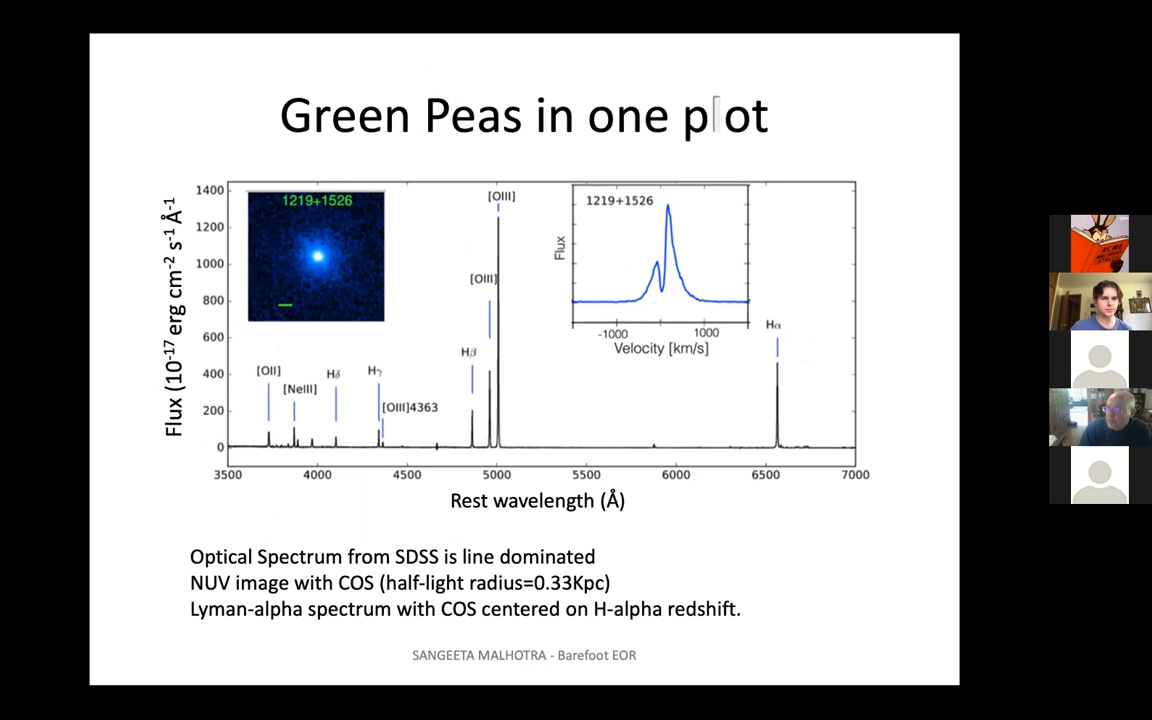 Green Peas in one plot
1400
1200
1000
800
600
400
200
0
Flux (10-17 erg cm-2 s-1 Å-1
1219+1526
[OIII]
[OIII]
1219+1526
Flux
-1000
1000
Velocity [km/s]
Hα
Hβ
[OII]
[NeIII]
Hδ
Hγ
[OIII]4363
3500
4000
4500
5000
5500
6000
6500
7000
Rest wavelength (Å)
Optical Spectrum from SDSS is line dominated
NUV image with COS (half-light radius=0.33Kpc)
Lyman-alpha spectrum with COS centered on H-alpha redshift.
SANGEETA MALHOTRA - Barefoot EOR
ACME